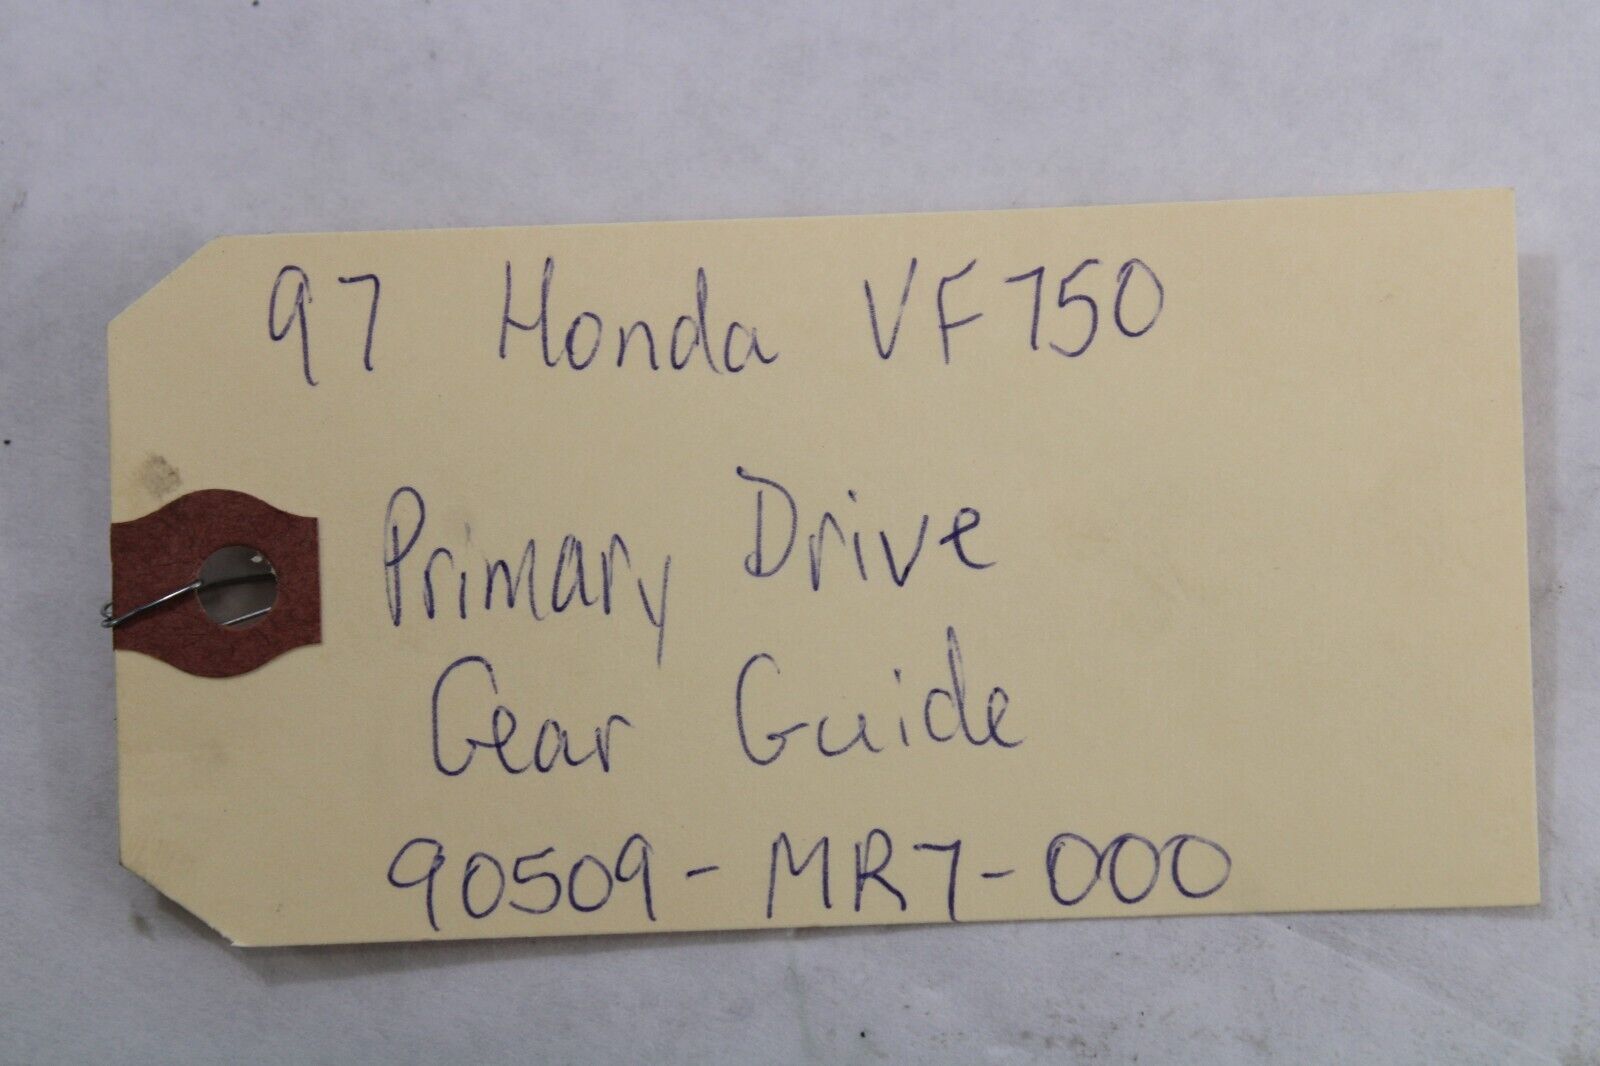 97 Honda VF750
Primary Drive
Gear Guide
90509-MR7-000